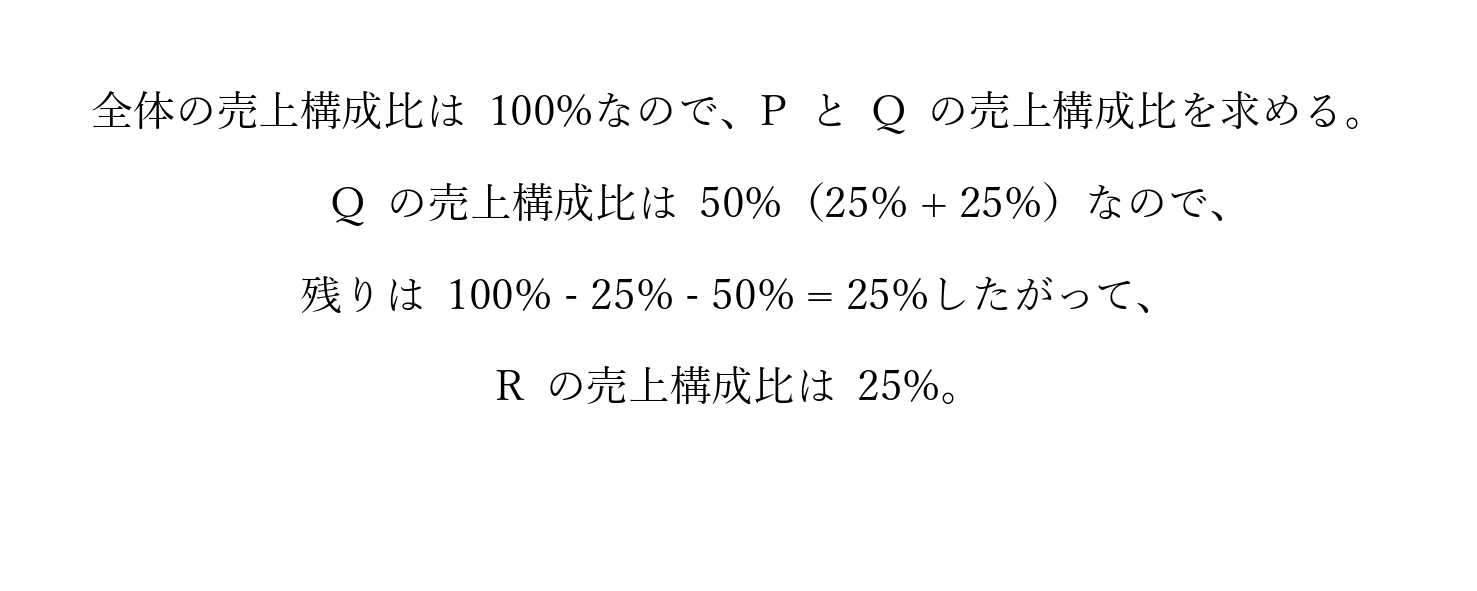 全体の売上構成比は 100%なので、P と Q の売上構成比を求める。
Q の売上構成比は 50%（25% + 25%）なので、
残りは 100% - 25% - 50% = 25%したがって、
R の売上構成比は 25%。